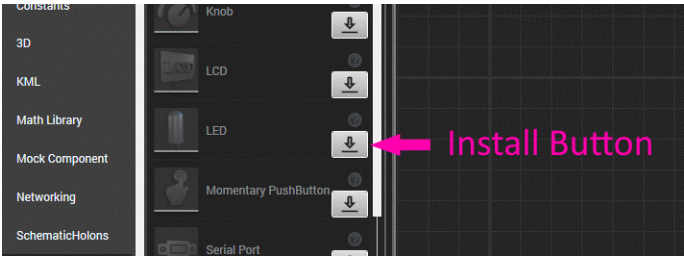 Constants
3D
KML
Math Library
Mock Component
Networking
SchematicHolons
Knob
LCD
LED
Momentary PushButton
Serial Port
Install Button